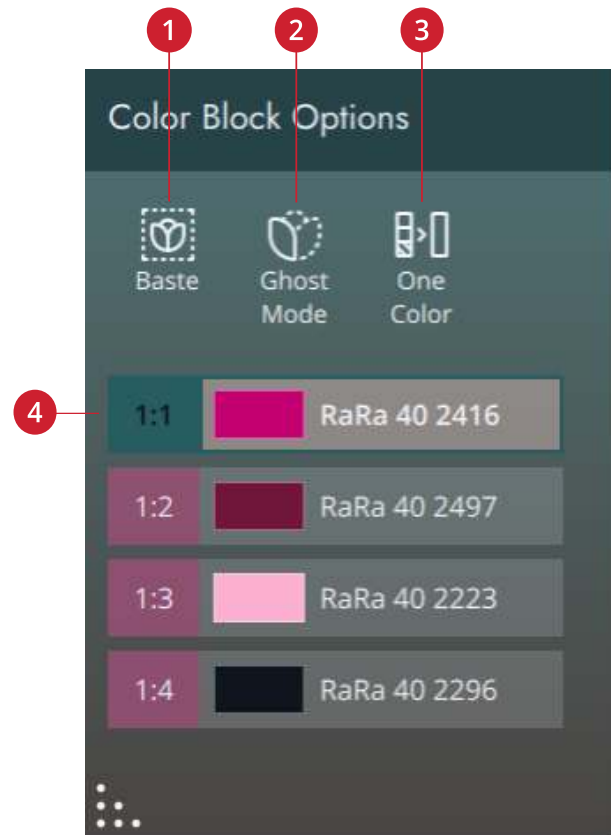 1 2 3
Color Block Options
Baste Ghost Mode One Color
4
1:1 RaRa 40 2416
1:2 RaRa 40 2497
1:3 RaRa 40 2223
1:4 RaRa 40 2296